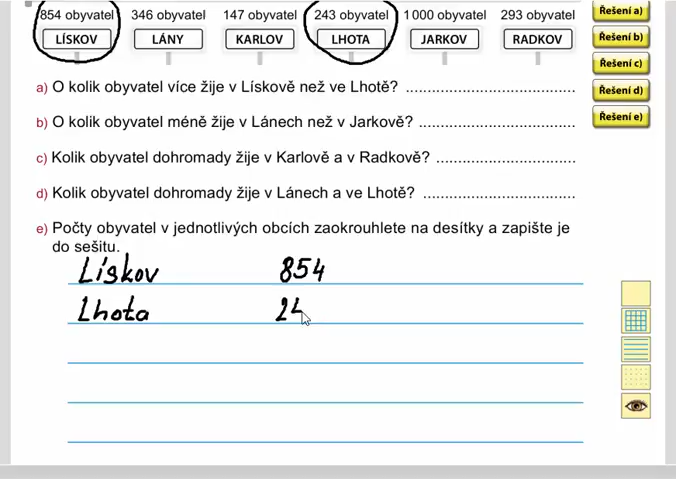 854 obyvatel 346 obyvatel 147 obyvatel 243 obyvatel 1 000 obyvatel 293 obyvatel
LÍSKOV LÁNY KARLOV LHOTA JARKOV RADKOV
Řešení a)
Řešení b)
Řešení c)
Řešení d)
Řešení e)
a) O kolik obyvatel více žije v Lískově než ve Lhotě? .......................................
b) O kolik obyvatel méně žije v Lánech než v Jarkově? ....................................
c) Kolik obyvatel dohromady žije v Karlově a v Radkově? ................................
d) Kolik obyvatel dohromady žije v Lánech a ve Lhotě? ...................................
e) Počty obyvatel v jednotlivých obcích zaokrouhlete na desítky a zapište je
do sešitu.
Lískov 854
Lhota 24